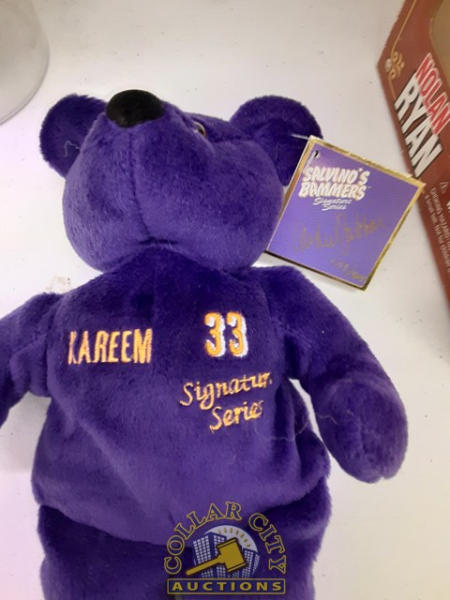 NOLAN
RYAN
SALVINO'S
BAMMERS
Signature
Series
KAREEM
33
Signature
Series
COLLAR CITY
AUCTIONS